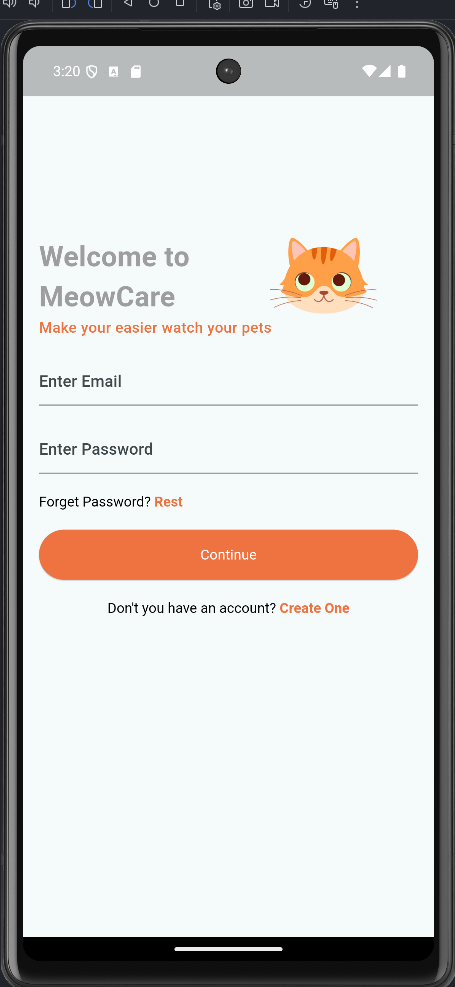 3:20
Welcome to
MeowCare
Make your easier watch your pets
Enter Email
Enter Password
Forget Password? Rest
Continue
Don't you have an account? Create One